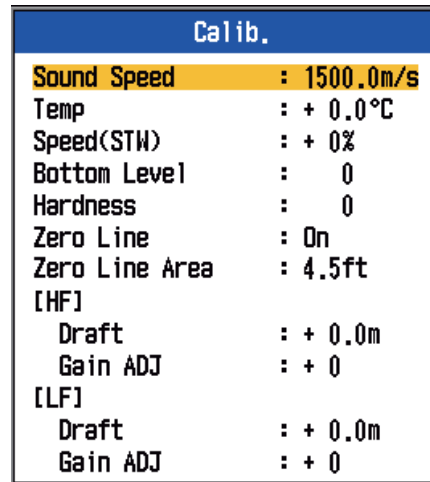 Calib.
Sound Speed : 1500.0m/s
Temp : + 0.0°C
Speed(STW) : + 0%
Bottom Level : 0
Hardness : 0
Zero Line : On
Zero Line Area : 4.5ft
[HF]
Draft : + 0.0m
Gain ADJ : + 0
[LF]
Draft : + 0.0m
Gain ADJ : + 0